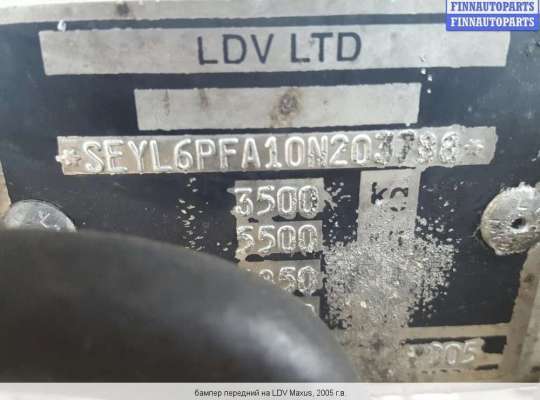 FINNAUTOPARTS
FINNAUTOPARTS
LDV LTD
*SEYL6PFA10N203798*
3500
5500
KG
бампер передний на LDV Maxus, 2005 г.в.